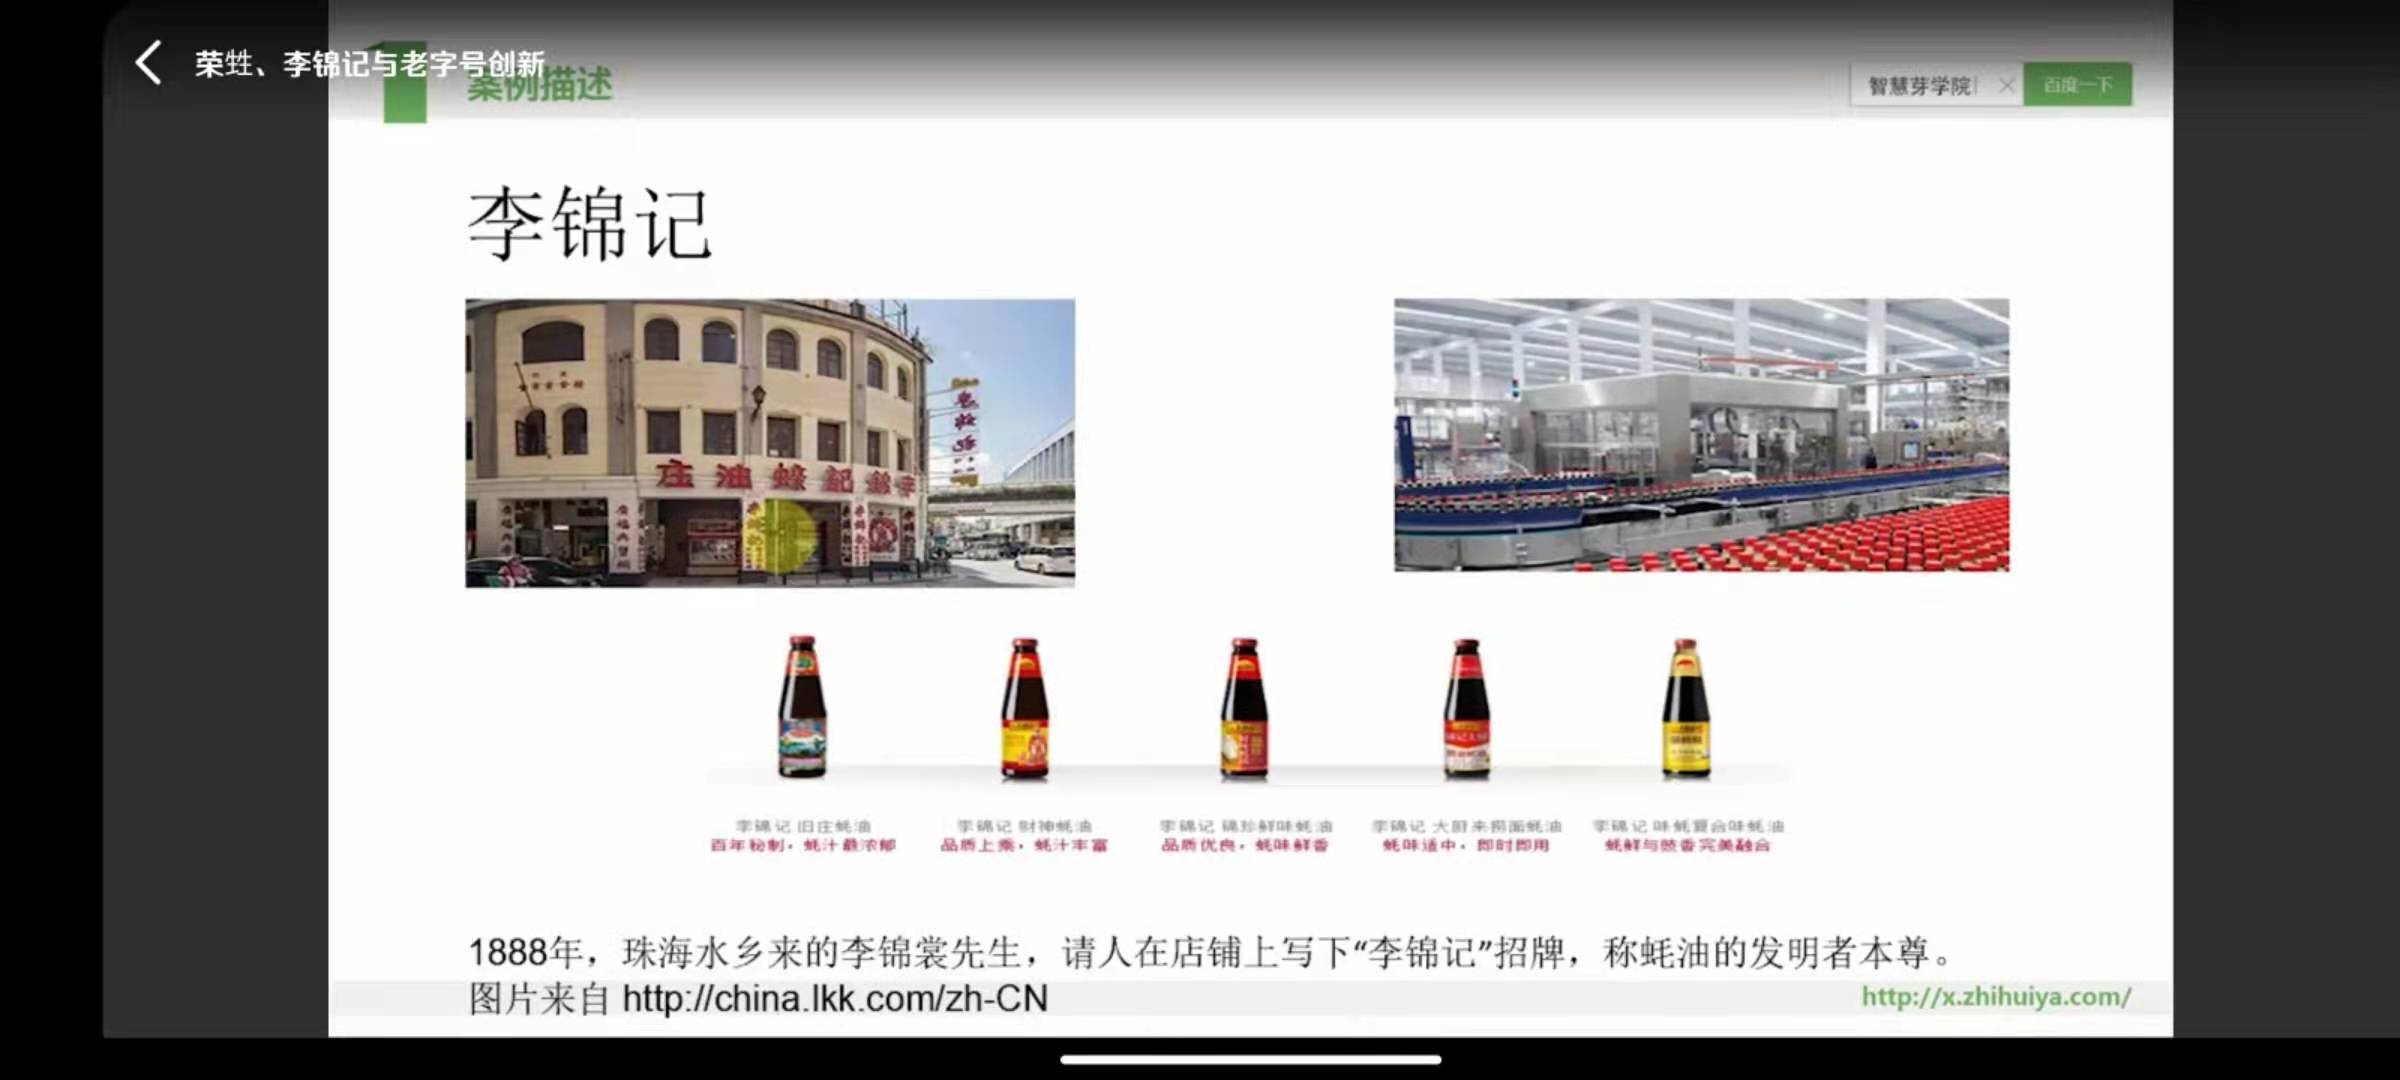 荣甡、李锦记与老字号创新
案例描述
智慧芽学院
百度一下
李锦记
庄油蠔記錦李
李锦记 旧庄蚝油
百年秘制，蚝汁最浓郁
李锦记 财神蚝油
品质上乘，蚝汁丰富
李锦记 锦珍鲜味蚝油
品质优良，蚝味鲜香
李锦记 大厨来捞面蚝油
蚝味适中，即时即用
李锦记 味蚝复合味蚝油
蚝鲜与豉香完美融合
1888年，珠海水乡来的李锦裳先生，请人在店铺上写下“李锦记”招牌，称蚝油的发明者本尊。
图片来自 http://china.lkk.com/zh-CN
http://x.zhihuiya.com/